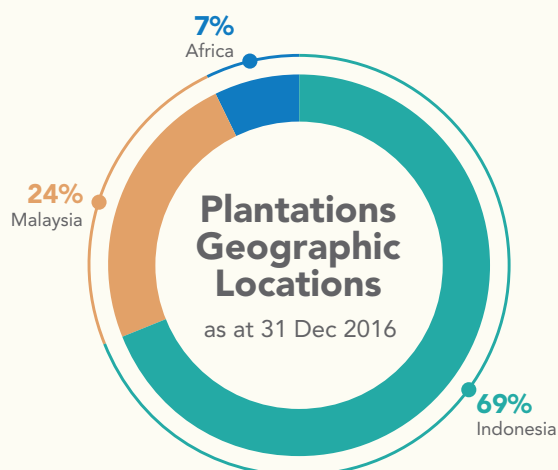 7%
Africa
24%
Malaysia
Plantations
Geographic
Locations
as at 31 Dec 2016
69%
Indonesia